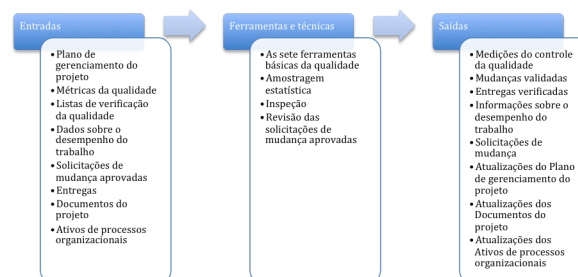 Entradas
• Plano de
gerenciamento do
projeto
• Métricas da qualidade
• Listas de verificação
da qualidade
• Dados sobre o
desempenho do
trabalho
• Solicitações de
mudança aprovadas
• Entregas
• Documentos do
projeto
• Ativos de processos
organizacionais
Ferramentas e técnicas
• As sete ferramentas
básicas da qualidade
• Amostragem
estatística
• Inspeção
• Revisão das
solicitações de
mudança aprovadas
Saídas
• Medições do controle
da qualidade
• Mudanças validadas
• Entregas verificadas
• Informações sobre o
desempenho do
trabalho
• Solicitações de
mudança
• Atualizações do Plano
de gerenciamento do
projeto
• Atualizações dos
Documentos do
projeto
• Atualizações dos
Ativos de processos
organizacionais